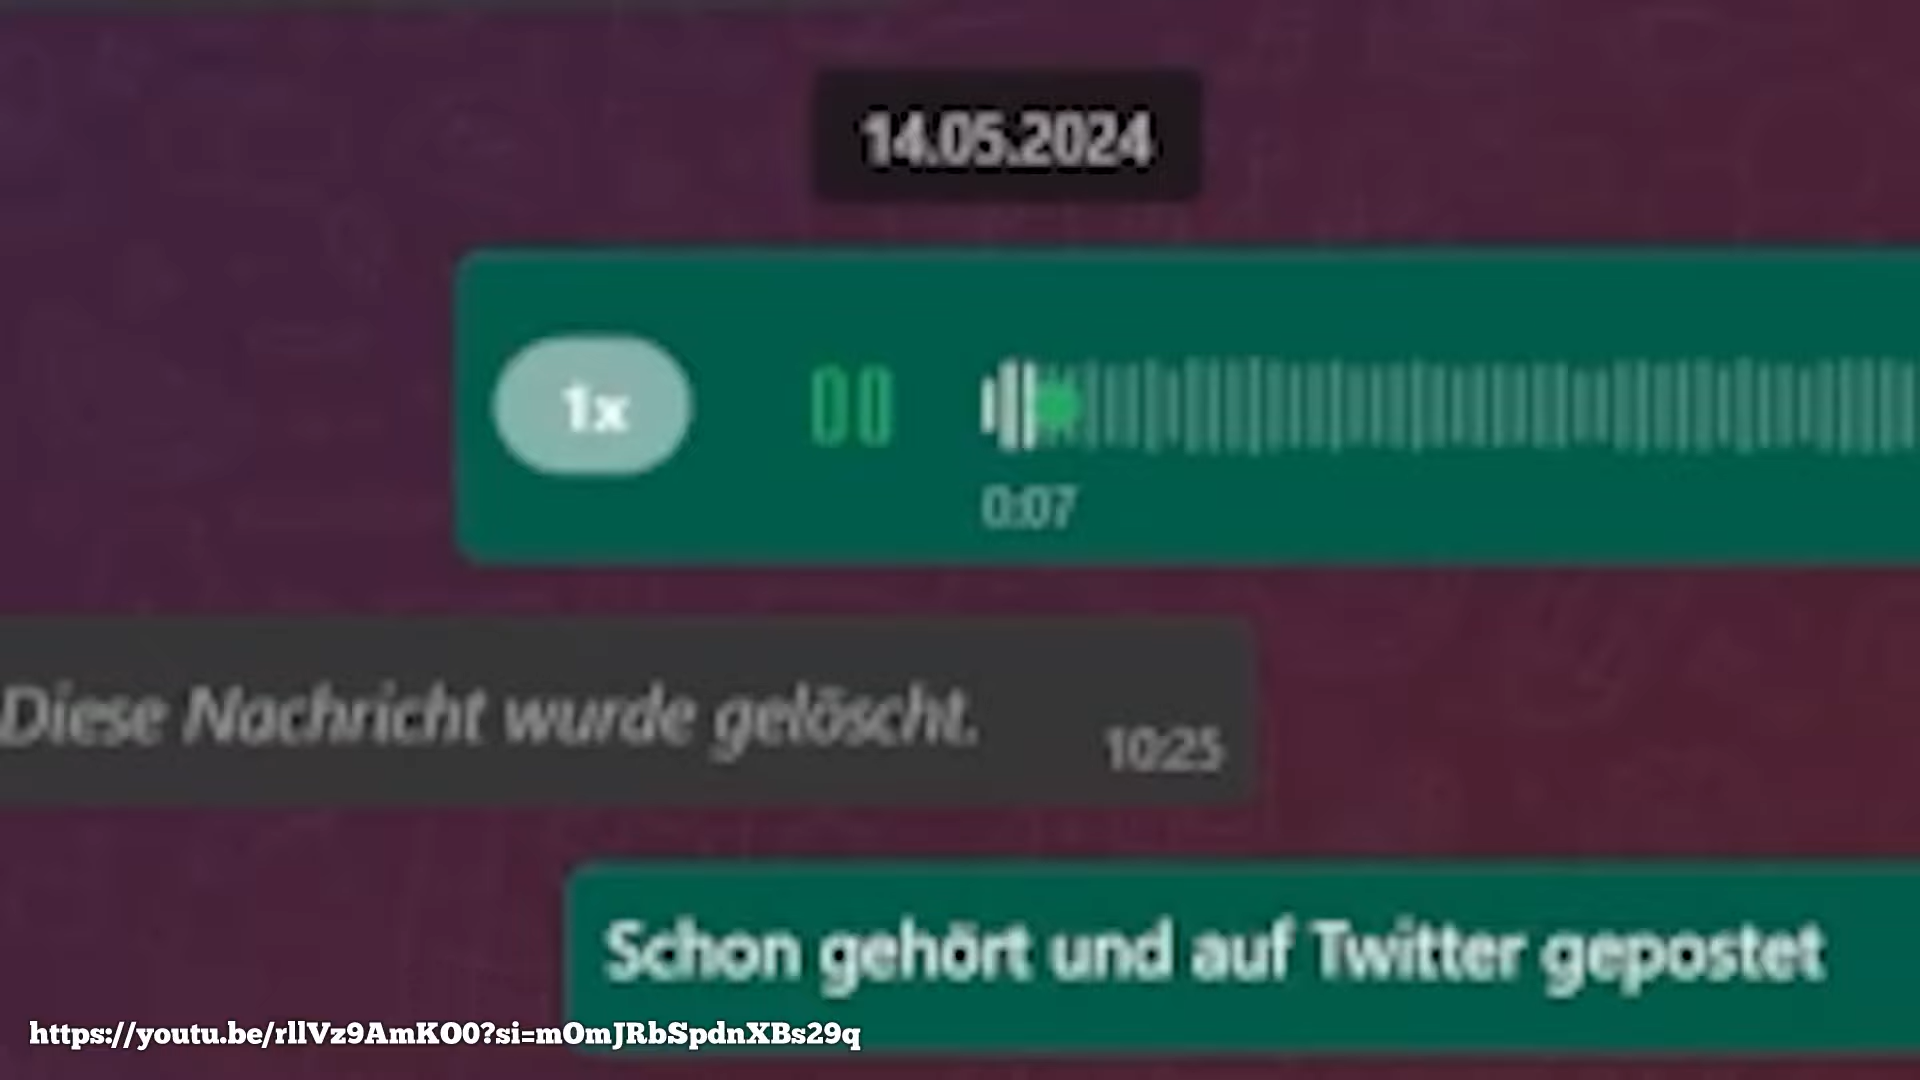 14.05.2024
1x
0:07
Diese Nachricht wurde gelöscht.
10:25
Schon gehört und auf Twitter gepostet
https://youtu.be/rllVz9AmKO0?si=mOmJRbSpdnXBs29q